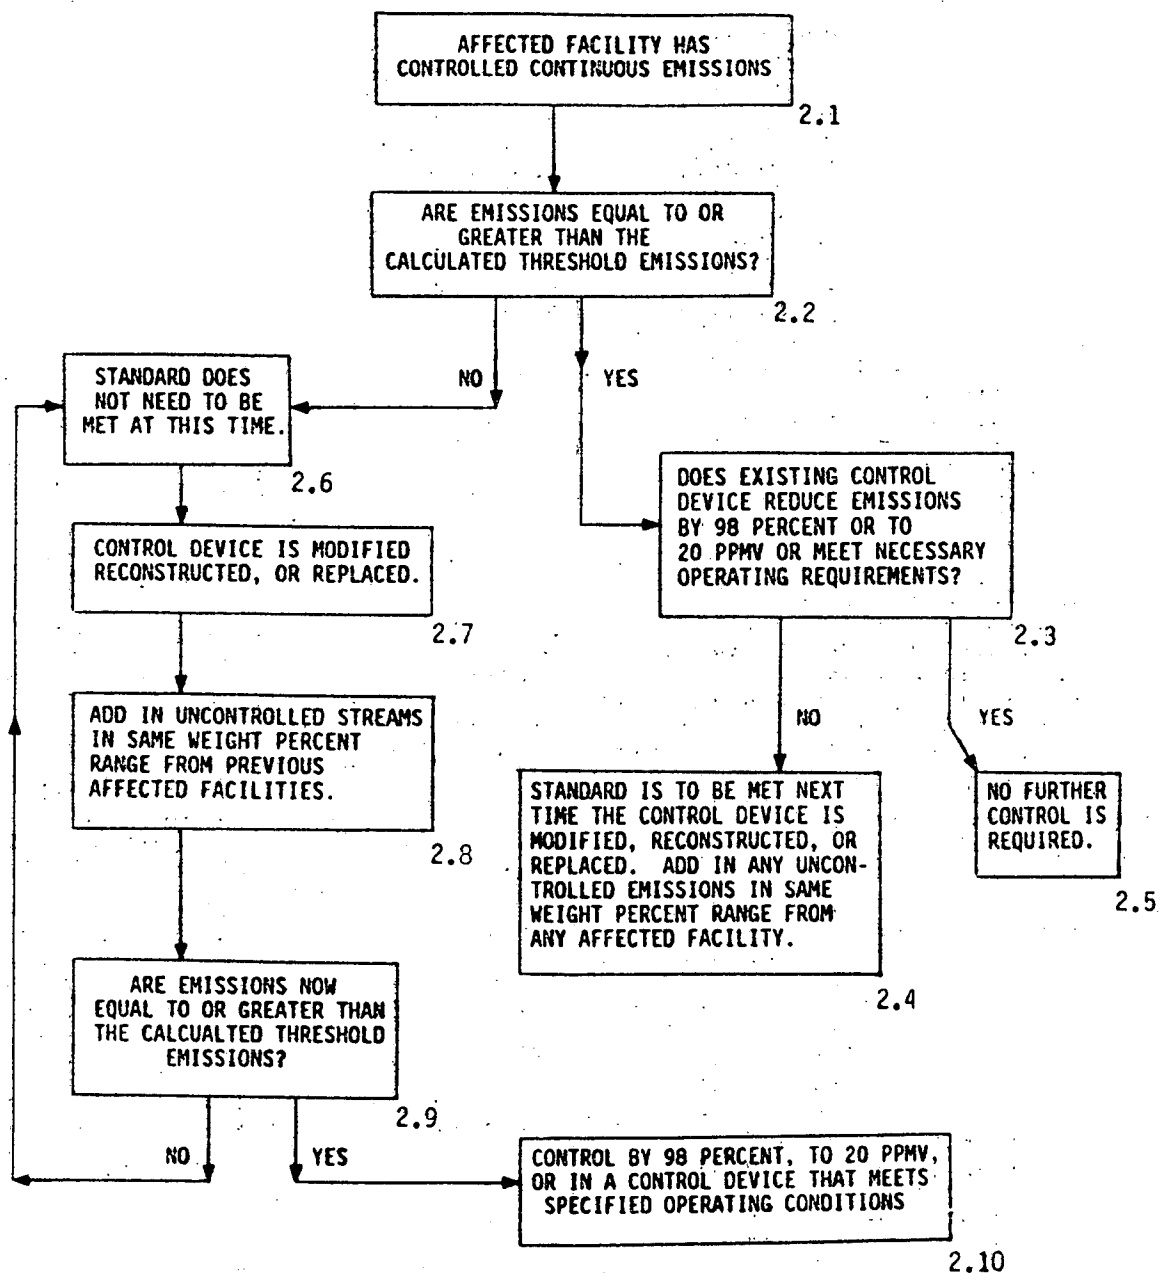 AFFECTED FACILITY HAS
CONTROLLED CONTINUOUS EMISSIONS
2.1
ARE EMISSIONS EQUAL TO OR
GREATER THAN THE
CALCULATED THRESHOLD EMISSIONS?
2.2
NO
YES
STANDARD DOES
NOT NEED TO BE
MET AT THIS TIME.
2.6
DOES EXISTING CONTROL
DEVICE REDUCE EMISSIONS
BY 98 PERCENT OR TO
20 PPMV OR MEET NECESSARY
OPERATING REQUIREMENTS?
2.3
CONTROL DEVICE IS MODIFIED
RECONSTRUCTED, OR REPLACED.
2.7
NO
YES
ADD IN UNCONTROLLED STREAMS
IN SAME WEIGHT PERCENT
RANGE FROM PREVIOUS
AFFECTED FACILITIES.
2.8
STANDARD IS TO BE MET NEXT
TIME THE CONTROL DEVICE IS
MODIFIED, RECONSTRUCTED, OR
REPLACED. ADD IN ANY UNCON-
TROLLED EMISSIONS IN SAME
WEIGHT PERCENT RANGE FROM
ANY AFFECTED FACILITY.
2.4
NO FURTHER
CONTROL IS
REQUIRED.
2.5
ARE EMISSIONS NOW
EQUAL TO OR GREATER THAN
THE CALCUALTED THRESHOLD
EMISSIONS?
2.9
NO
YES
CONTROL BY 98 PERCENT, TO 20 PPMV,
OR IN A CONTROL DEVICE THAT MEETS
SPECIFIED OPERATING CONDITIONS
2.10